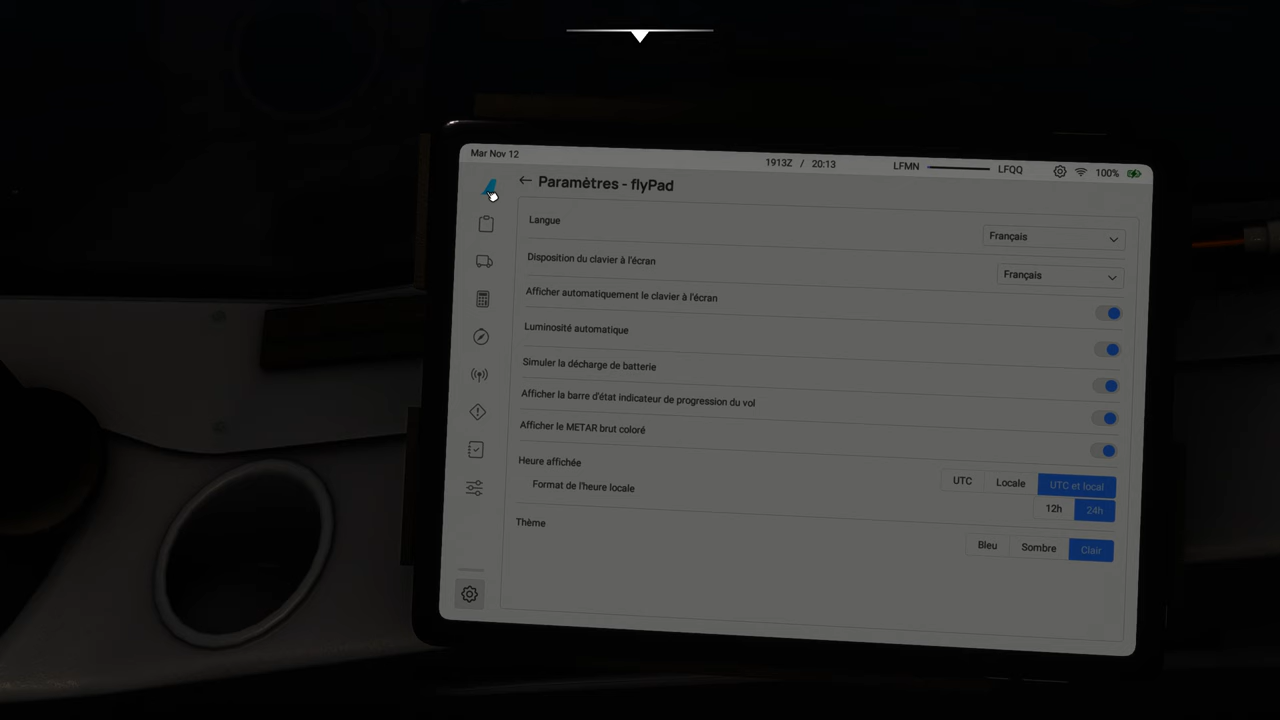 Mar Nov 12
1913Z / 20:13
LFMN LFQQ
100%
Paramètres - flyPad
Langue
Français
Disposition du clavier à l'écran
Français
Afficher automatiquement le clavier à l'écran
Luminosité automatique
Simuler la décharge de batterie
Afficher la barre d'état indicateur de progression du vol
Afficher le METAR brut coloré
Heure affichée
UTC Locale UTC et local
Format de l'heure locale
12h 24h
Thème
Bleu Sombre Clair